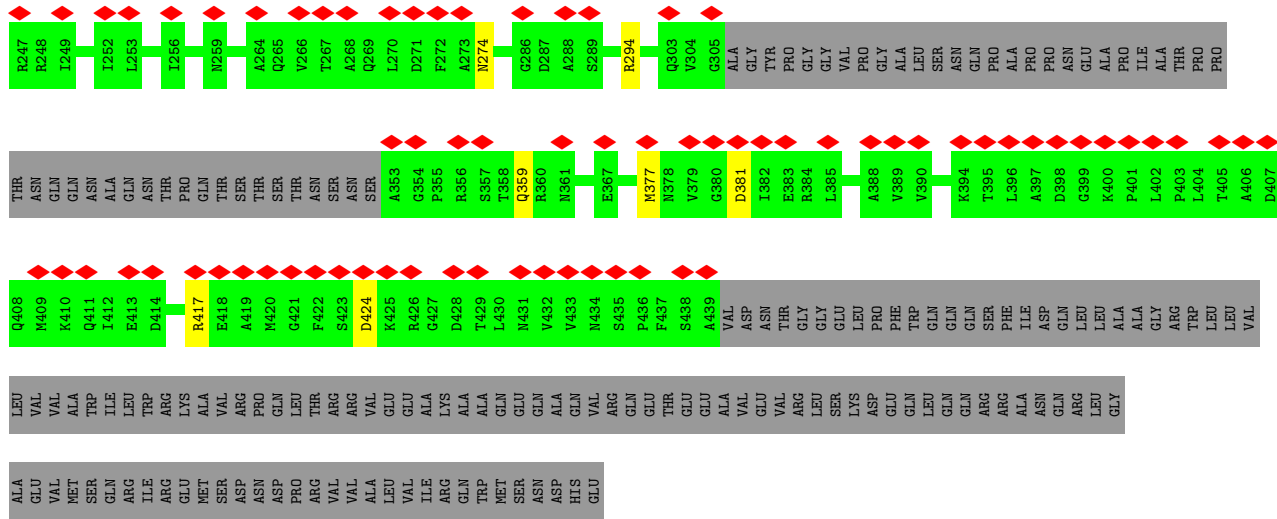 R247 R248 I249 I252 L253 I256 N259 A264 Q265 V266 T267 A268 Q269 L270 D271 F272 A273 N274 G286 D287 A288 S289 R294 Q303 V304 G305 ALA GLY TYR PRO GLY GLY VAL PRO GLY ALA LEU SER ASN GLN PRO ALA PRO PRO ASN GLU ALA PRO ILE ALA THR PRO PRO
THR ASN GLN GLN ASN ALA GLN ASN THR PRO GLN THR SER THR SER THR ASN SER ASN SER A353 G354 P355 R356 S357 T358 Q359 R360 N361 E367 M377 N378 V379 G380 D381 I382 E383 R384 L385 A388 V389 V390 K394 T395 L396 A397 D398 G399 K400 P401 L402 P403 L404 T405 A406 D407
Q408 M409 K410 Q411 I412 E413 D414 R417 E418 A419 M420 G421 F422 S423 D424 K425 R426 G427 D428 T429 L430 N431 V432 V433 N434 S435 P436 F437 S438 A439 VAL ASP ASN THR GLY GLY GLU LEU PRO PHE TRP GLN GLN GLN SER PHE ILE ASP GLN LEU LEU ALA ALA GLY ARG TRP LEU LEU VAL
LEU VAL VAL ALA TRP ILE LEU TRP ARG LYS ALA VAL ARG PRO GLN LEU THR ARG ARG VAL GLU GLU ALA LYS ALA ALA GLN GLU GLN ALA GLN VAL ARG GLN GLU THR GLU GLU ALA VAL GLU VAL ARG LEU SER LYS ASP GLU GLN LEU GLN GLN ARG ARG ALA ASN GLN ARG LEU GLY
ALA GLU VAL MET SER GLN ARG ILE ARG GLU MET SER ASP ASN ASP PRO ARG VAL VAL ALA LEU VAL ILE ARG GLN TRP MET SER ASN ASP HIS GLU